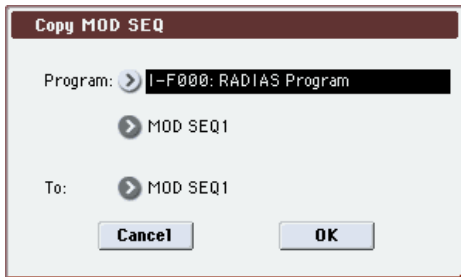 Copy MOD SEQ
Program: I-F000: RADIAS Program
MOD SEQ1
To: MOD SEQ1
Cancel OK